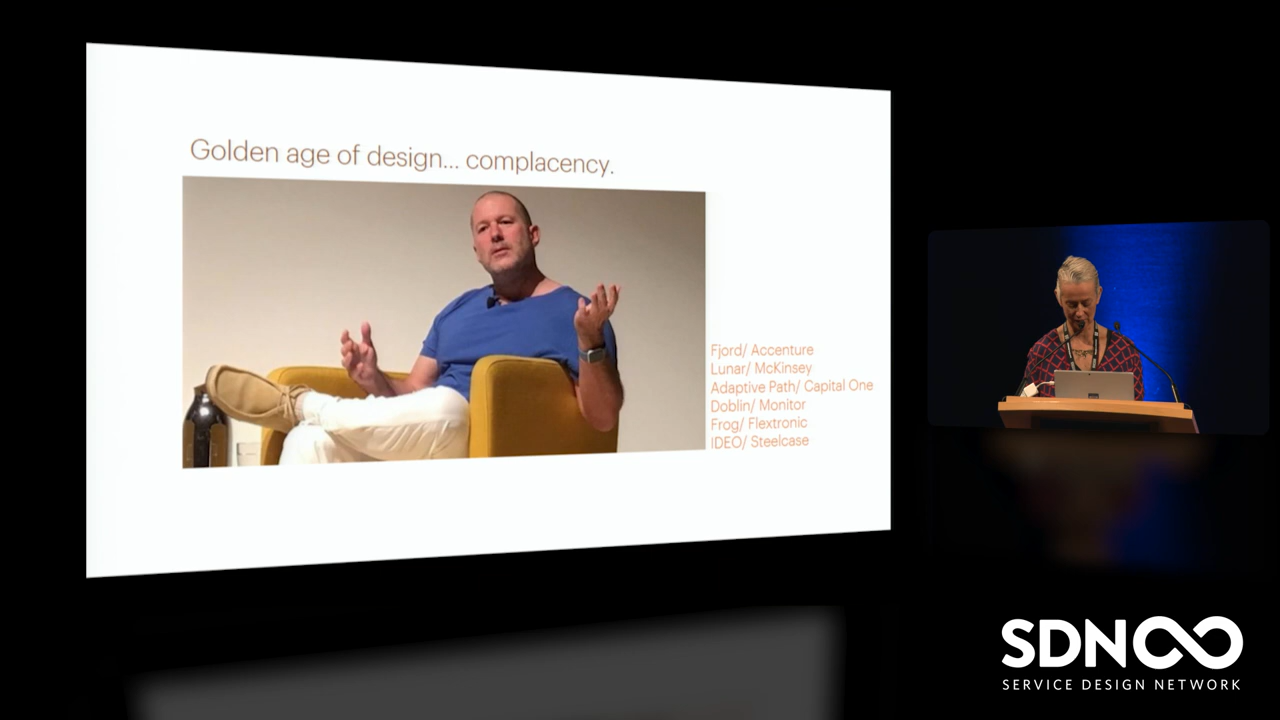 Golden age of design... complacency.
Fjord/ Accenture
Lunar/ McKinsey
Adaptive Path/ Capital One
Doblin/ Monitor
Frog/ Flextronic
IDEO/ Steelcase
SDN
SERVICE DESIGN NETWORK